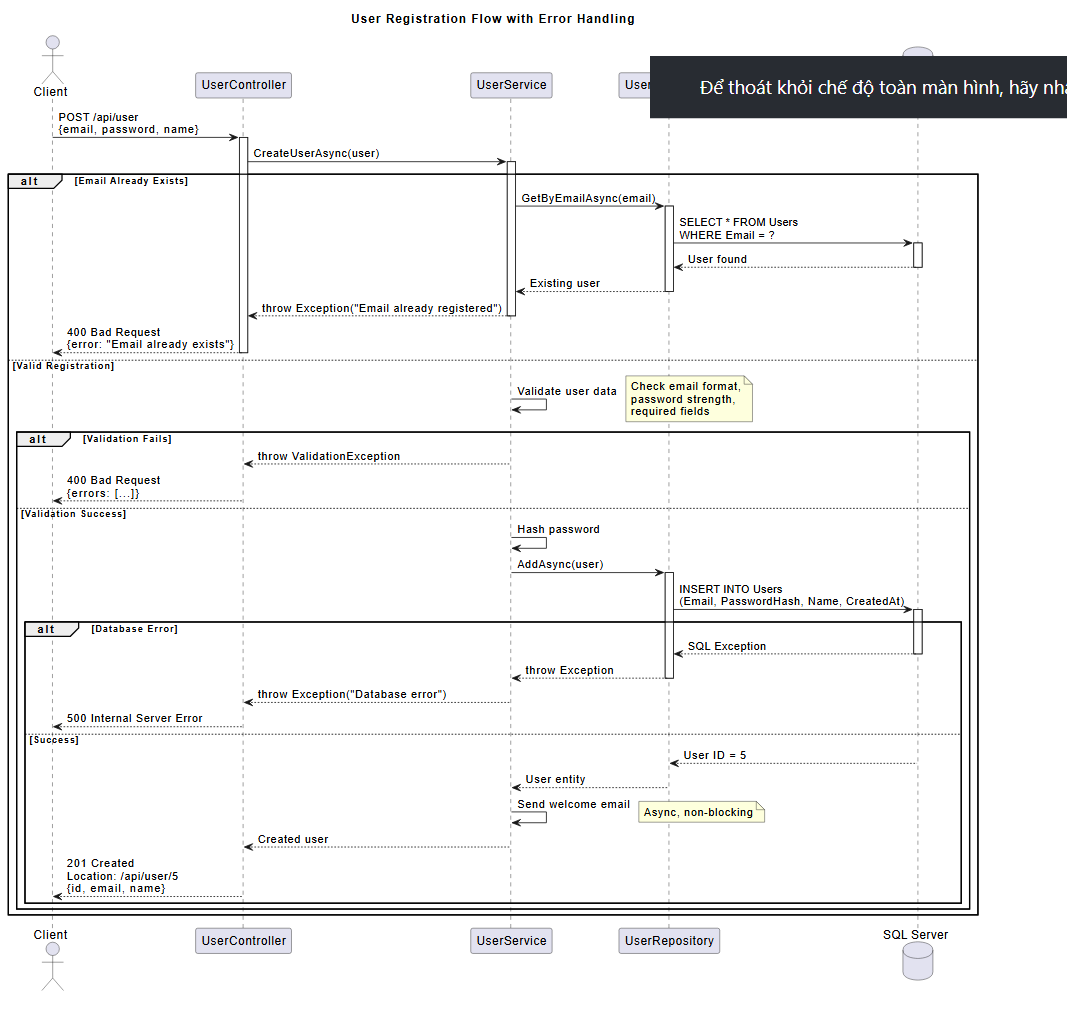 User Registration Flow with Error Handling
Client
UserController
UserService
Để thoát khỏi chế độ toàn màn hình, hãy
POST /api/user
{email, password, name}
CreateUserAsync(user)
alt
[Email Already Exists]
GetByEmailAsync(email)
SELECT * FROM Users
WHERE Email = ?
User found
Existing user
throw Exception("Email already registered")
400 Bad Request
{error: "Email already exists"}
[Valid Registration]
Validate user data
Check email format,
password strength,
required fields
alt
[Validation Fails]
throw ValidationException
400 Bad Request
{errors: [...]}
[Validation Success]
Hash password
AddAsync(user)
INSERT INTO Users
(Email, PasswordHash, Name, CreatedAt)
alt
[Database Error]
SQL Exception
throw Exception
throw Exception("Database error")
500 Internal Server Error
[Success]
User ID = 5
User entity
Send welcome email
Async, non-blocking
Created user
201 Created
Location: /api/user/5
{id, email, name}
Client
UserController
UserService
UserRepository
SQL Server